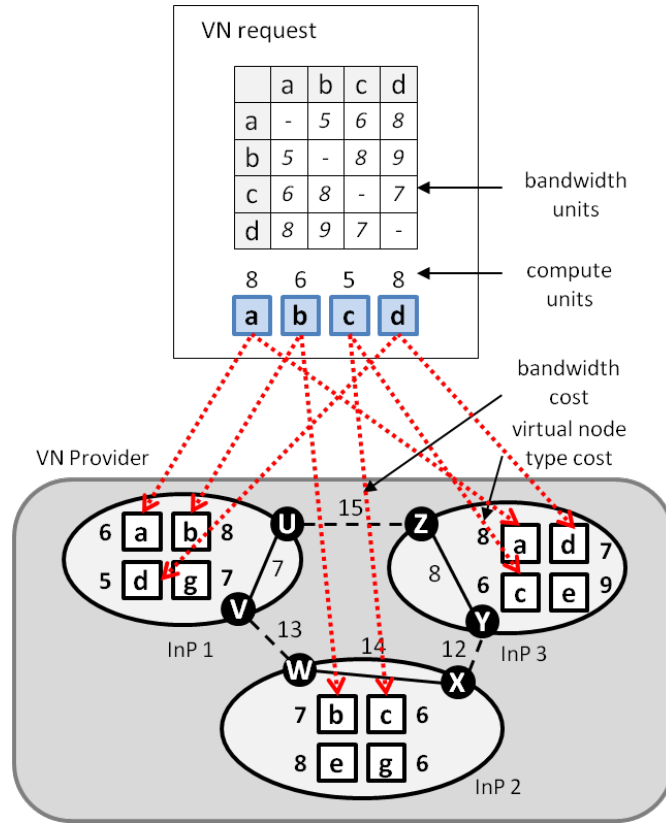 VN request
a b c d
a - 5 6 8
b 5 - 8 9
c 6 8 - 7
d 8 9 7 -
bandwidth
units
8 6 5 8
compute
units
a b c d
bandwidth
cost
virtual node
type cost
VN Provider
15
U Z
6 a b 8
8 a d 7
5 d g 7
7
8
6 c e 9
V
Y
InP 1
13
14
12
InP 3
W
X
7 b c 6
8 e g 6
InP 2